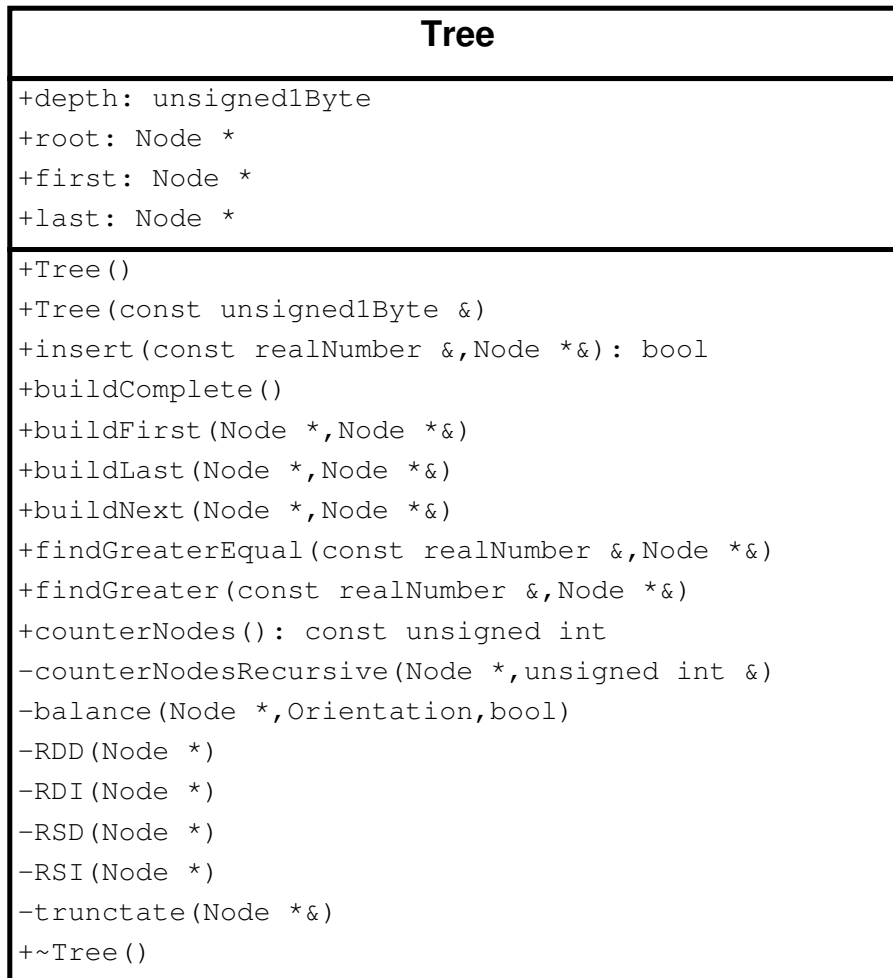 Tree
+depth: unsigned1Byte
+root: Node *
+first: Node *
+last: Node *
+Tree()
+Tree(const unsigned1Byte &)
+insert(const realNumber &,Node *&): bool
+buildComplete()
+buildFirst(Node *,Node *&)
+buildLast(Node *,Node *&)
+buildNext(Node *,Node *&)
+findGreaterEqual(const realNumber &,Node *&)
+findGreater(const realNumber &,Node *&)
+counterNodes(): const unsigned int
-counterNodesRecursive(Node *,unsigned int &)
-balance(Node *,Orientation,bool)
-RDD(Node *)
-RDI(Node *)
-RSD(Node *)
-RSI(Node *)
-trunctate(Node *&)
+~Tree()